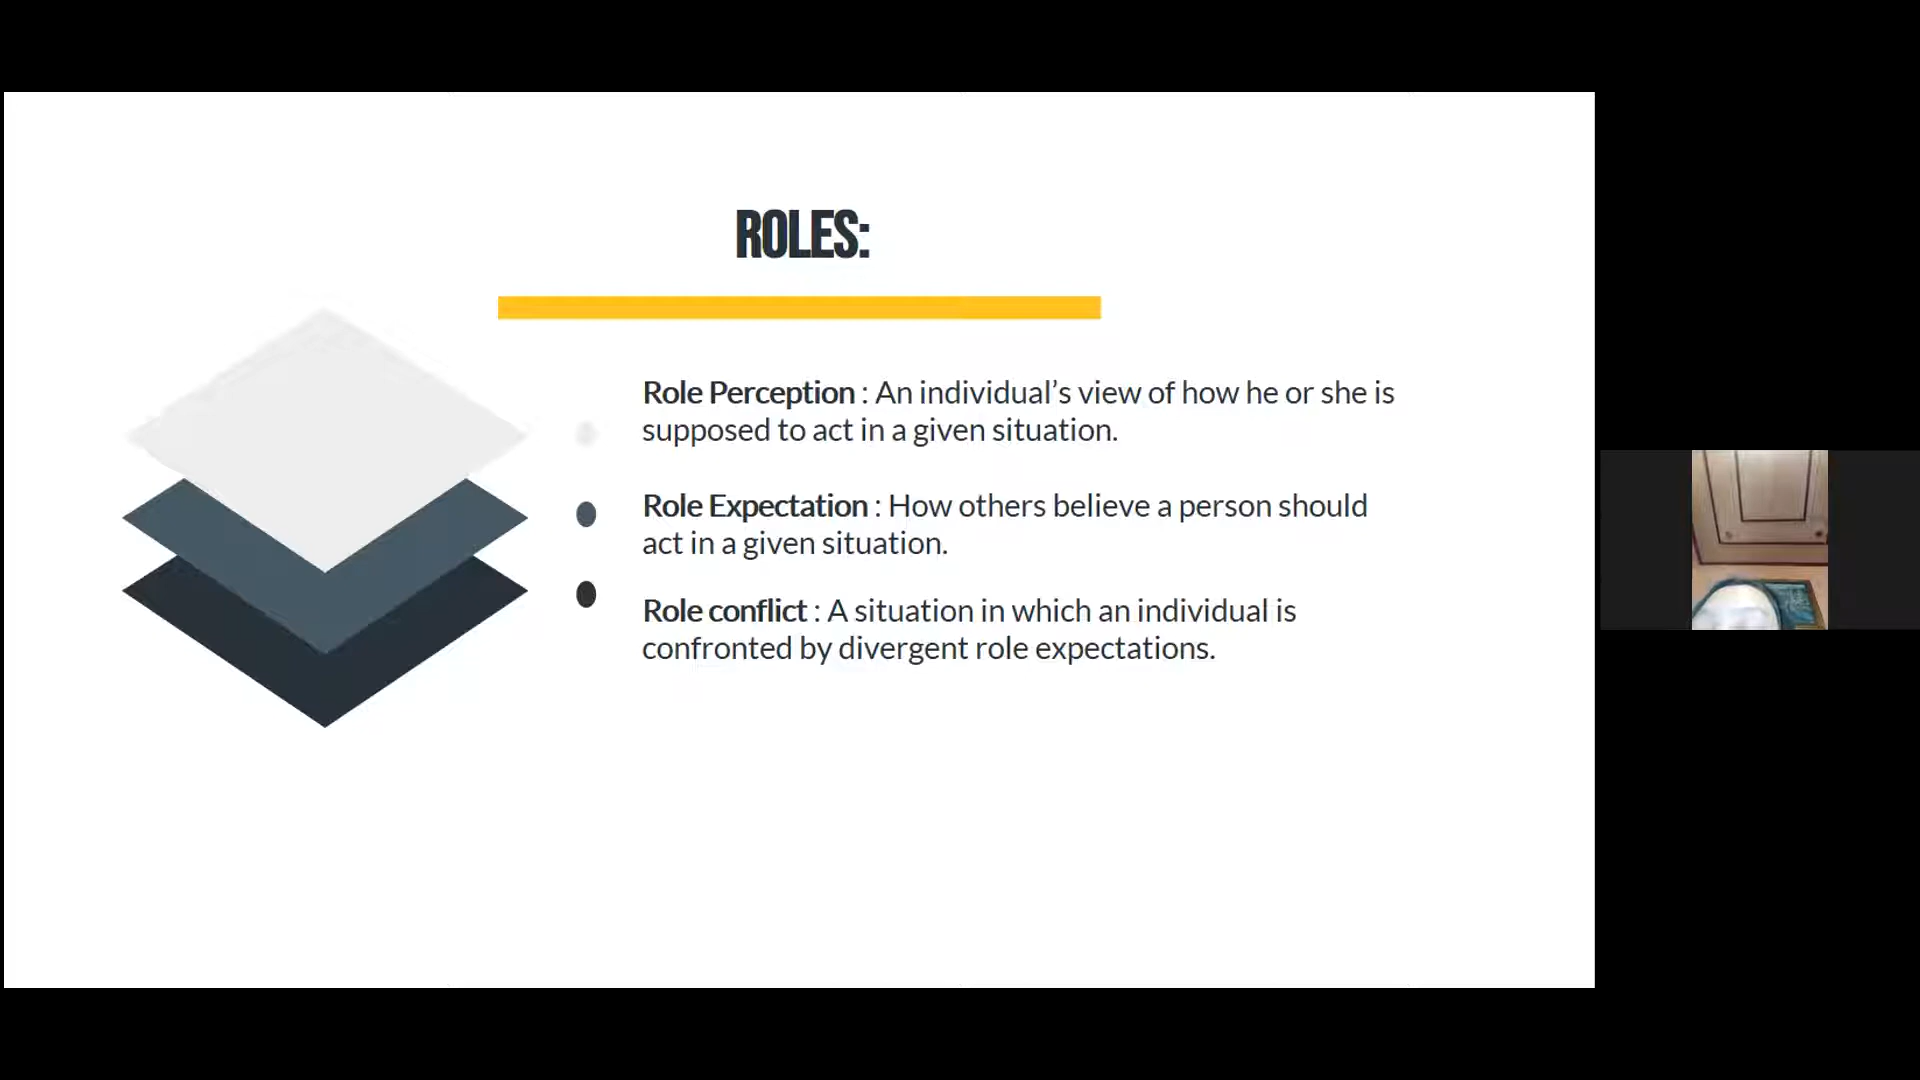 ROLES:
Role Perception : An individual’s view of how he or she is
supposed to act in a given situation.
Role Expectation : How others believe a person should
act in a given situation.
Role conflict : A situation in which an individual is
confronted by divergent role expectations.